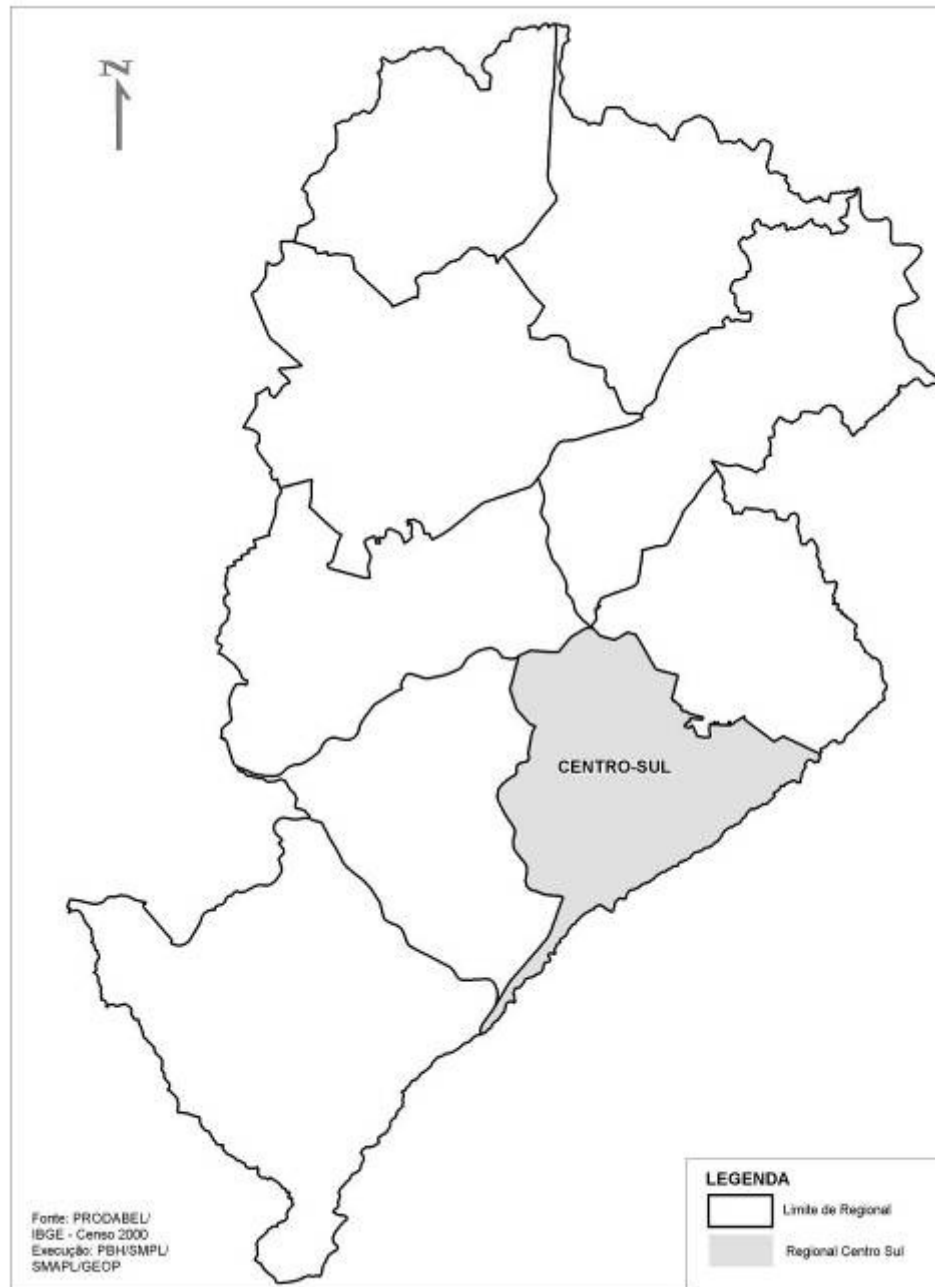 N
CENTRO-SUL
LEGENDA
Limite de Regional
Regional Centro Sul
Fonte: PRODABEL/
IBGE - Censo 2000
Execução: PBH/SMPL/
SMAPL/GEOP